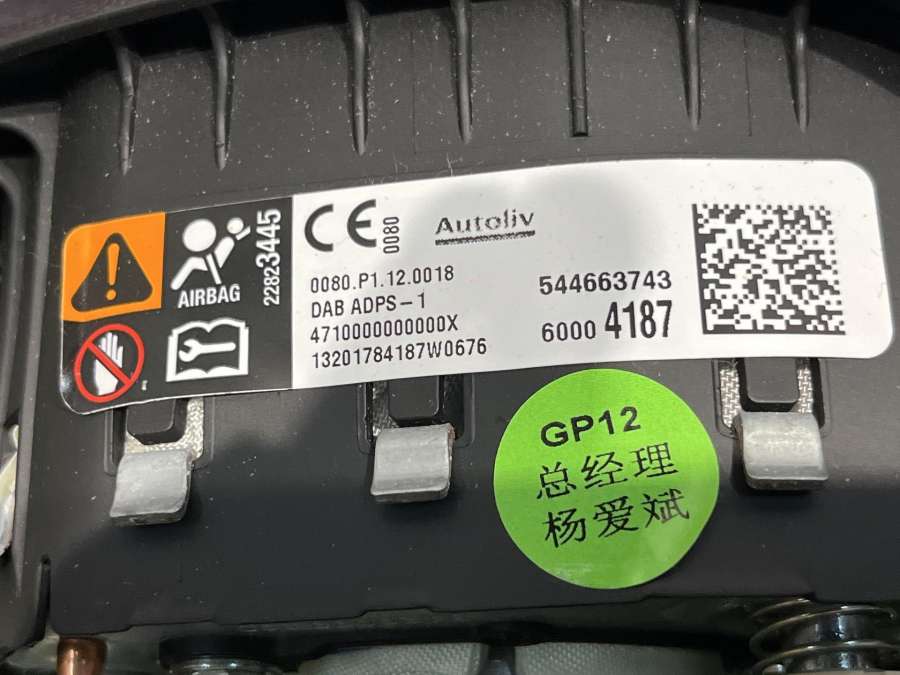 AIRBAG
22823445
CE
0080
Autoliv
0080.P1.12.0018
DAB ADPS-1
4710000000000X
13201784187W0676
544663743
6000 4187
GP12
总经理
杨爱斌